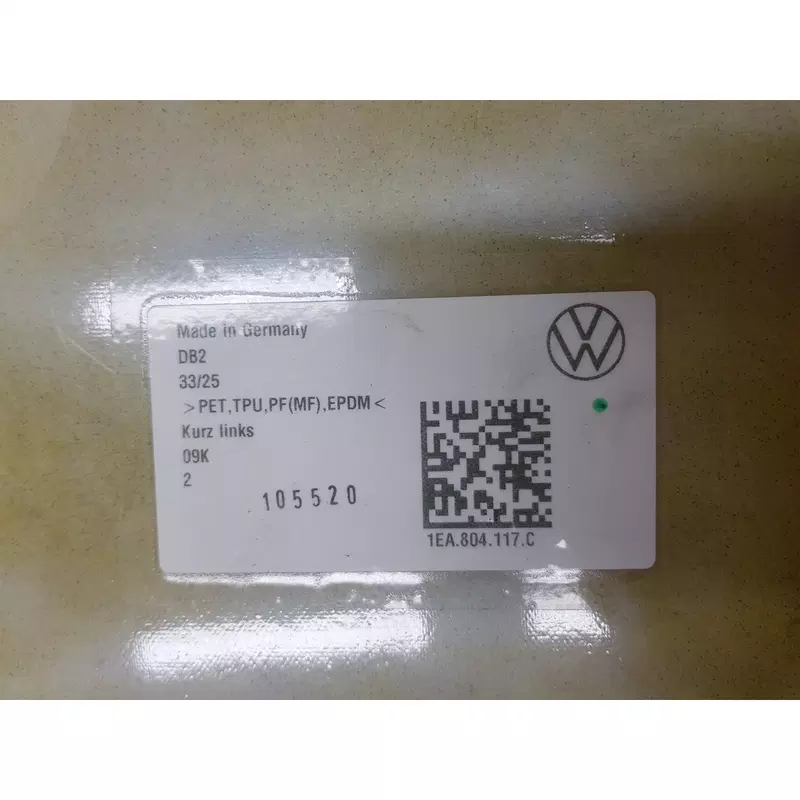 Made in Germany
DB2
33/25
>PET,TPU,PF(MF),EPDM<
Kurz links
09K
2
105520
1EA.804.117.C